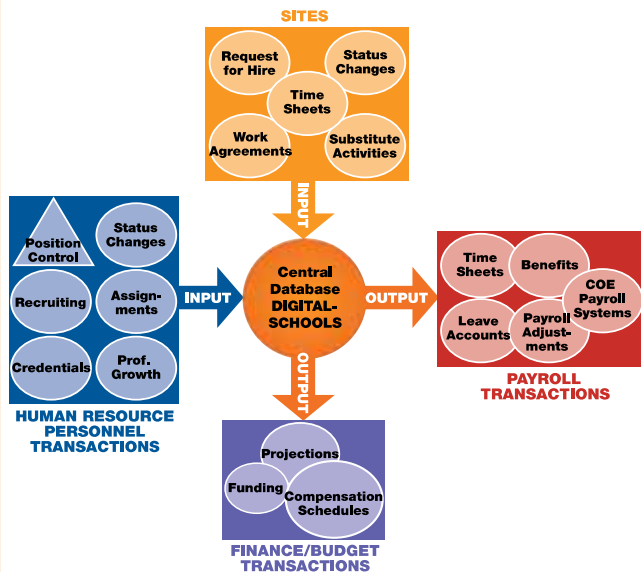 SITES
Request
for Hire
Status
Changes
Time
Sheets
Work
Agreements
Substitute
Activities
INPUT
Position
Control
Status
Changes
Recruiting
Assign-
ments
Credentials
Prof.
Growth
HUMAN RESOURCE
PERSONNEL
TRANSACTIONS
INPUT
Central
Database
DIGITAL-
SCHOOLS
OUTPUT
Time
Sheets
Benefits
COE
Payroll
Systems
Leave
Accounts
Payroll
Adjust-
ments
PAYROLL
TRANSACTIONS
OUTPUT
Projections
Funding
Compensation
Schedules
FINANCE/BUDGET
TRANSACTIONS